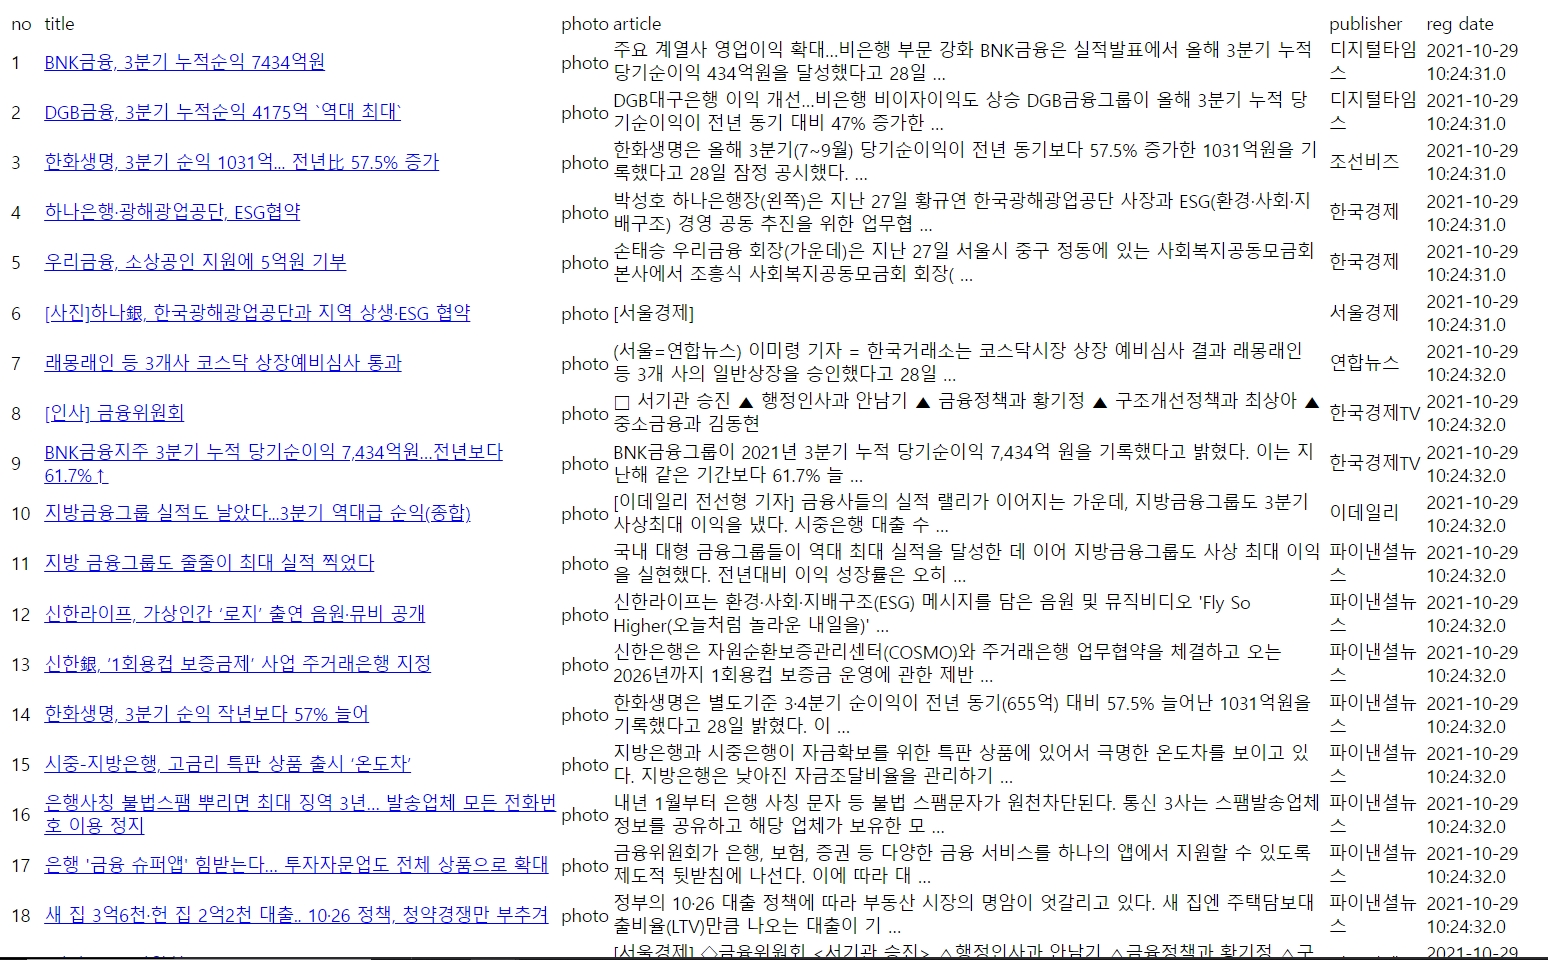 no title photo article publisher reg date
1 BNK금융, 3분기 누적순익 7434억원 photo 주요 계열사 영업이익 확대...비은행 부문 강화 BNK금융은 실적발표에서 올해 3분기 누적 당기순이익 434억원을 달성했다고 28일 ... 디지털타임스 2021-10-29 10:24:31.0
2 DGB금융, 3분기 누적순익 4175억 `역대 최대` photo DGB대구은행 이익 개선...비은행 비이자이익도 상승 DGB금융그룹이 올해 3분기 누적 당기순이익이 전년 동기 대비 47% 증가한 ... 디지털타임스 2021-10-29 10:24:31.0
3 한화생명, 3분기 순익 1031억... 전년比 57.5% 증가 photo 한화생명은 올해 3분기(7~9월) 당기순이익이 전년 동기보다 57.5% 증가한 1031억원을 기록했다고 28일 잠정 공시했다. ... 조선비즈 2021-10-29 10:24:31.0
4 하나은행·광해광업공단, ESG협약 photo 박성호 하나은행장(왼쪽)은 지난 27일 황규연 한국광해광업공단 사장과 ESG(환경·사회·지배구조) 경영 공동 추진을 위한 업무협 ... 한국경제 2021-10-29 10:24:31.0
5 우리금융, 소상공인 지원에 5억원 기부 photo 손태승 우리금융 회장(가운데)은 지난 27일 서울시 중구 정동에 있는 사회복지공동모금회 본사에서 조흥식 사회복지공동모금회 회장( ... 한국경제 2021-10-29 10:24:31.0
6 [사진]하나銀, 한국광해광업공단과 지역 상생·ESG 협약 photo [서울경제] 서울경제 2021-10-29 10:24:31.0
7 래몽래인 등 3개사 코스닥 상장예비심사 통과 photo (서울=연합뉴스) 이미령 기자 = 한국거래소는 코스닥시장 상장 예비심사 결과 래몽래인 등 3개 사의 일반상장을 승인했다고 28일 ... 연합뉴스 2021-10-29 10:24:32.0
8 [인사] 금융위원회 photo □ 서기관 승진 ▲ 행정인사과 안남기 ▲ 금융정책과 황기정 ▲ 구조개선정책과 최상아 ▲ 중소금융과 김동현 한국경제TV 2021-10-29 10:24:32.0
9 BNK금융지주 3분기 누적 당기순이익 7,434억원...전년보다 61.7%↑ photo BNK금융그룹이 2021년 3분기 누적 당기순이익 7,434억 원을 기록했다고 밝혔다. 이는 지난해 같은 기간보다 61.7% 늘 ... 한국경제TV 2021-10-29 10:24:32.0
10 지방금융그룹 실적도 날았다...3분기 역대급 순익(종합) photo [이데일리 전선형 기자] 금융사들의 실적 랠리가 이어지는 가운데, 지방금융그룹도 3분기 사상최대 이익을 냈다. 시중은행 대출 수 ... 이데일리 2021-10-29 10:24:32.0
11 지방 금융그룹도 줄줄이 최대 실적 찍었다 photo 국내 대형 금융그룹들이 역대 최대 실적을 달성한 데 이어 지방금융그룹도 사상 최대 이익을 실현했다. 전년대비 이익 성장률은 오히 ... 파이낸셜뉴스 2021-10-29 10:24:32.0
12 신한라이프, 가상인간 ‘로지’ 출연 음원·뮤비 공개 photo 신한라이프는 환경·사회·지배구조(ESG) 메시지를 담은 음원 및 뮤직비디오 'Fly So Higher(오늘처럼 놀라운 내일을)' ... 파이낸셜뉴스 2021-10-29 10:24:32.0
13 신한銀, ‘1회용컵 보증금제’ 사업 주거래은행 지정 photo 신한은행은 자원순환보증관리센터(COSMO)와 주거래은행 업무협약을 체결하고 오는 2026년까지 1회용컵 보증금 운영에 관한 제반 ... 파이낸셜뉴스 2021-10-29 10:24:32.0
14 한화생명, 3분기 순익 작년보다 57% 늘어 photo 한화생명은 별도기준 3·4분기 순이익이 전년 동기(655억) 대비 57.5% 늘어난 1031억원을 기록했다고 28일 밝혔다. 이 ... 파이낸셜뉴스 2021-10-29 10:24:32.0
15 시중-지방은행, 고금리 특판 상품 출시 ‘온도차’ photo 지방은행과 시중은행이 자금확보를 위한 특판 상품에 있어서 극명한 온도차를 보이고 있다. 지방은행은 낮아진 자금조달비율을 관리하기 ... 파이낸셜뉴스 2021-10-29 10:24:32.0
16 은행사칭 불법스팸 뿌리면 최대 징역 3년... 발송업체 모든 전화번호 이용 정지 photo 내년 1월부터 은행 사칭 문자 등 불법 스팸문자가 원천차단된다. 통신 3사는 스팸발송업체 정보를 공유하고 해당 업체가 보유한 모 ... 파이낸셜뉴스 2021-10-29 10:24:32.0
17 은행 '금융 슈퍼앱' 힘받는다... 투자자문업도 전체 상품으로 확대 photo 금융위원회가 은행, 보험, 증권 등 다양한 금융 서비스를 하나의 앱에서 지원할 수 있도록 제도적 뒷받침에 나선다. 이에 따라 대 ... 파이낸셜뉴스 2021-10-29 10:24:32.0
18 새 집 3억6천·헌 집 2억2천 대출.. 10·26 정책, 청약경쟁만 부추겨 photo 정부의 10·26 대출 정책에 따라 부동산 시장의 명암이 엇갈리고 있다. 새 집엔 주택담보대출비율(LTV)만큼 나오는 대출이 기 ... 파이낸셜뉴스 2021-10-29 10:24:32.0
[서울경제] ◇금융위원회 <서기관 승진> △행정인사과 안남기 △금융정책과 황기정 △구 2021-10-29